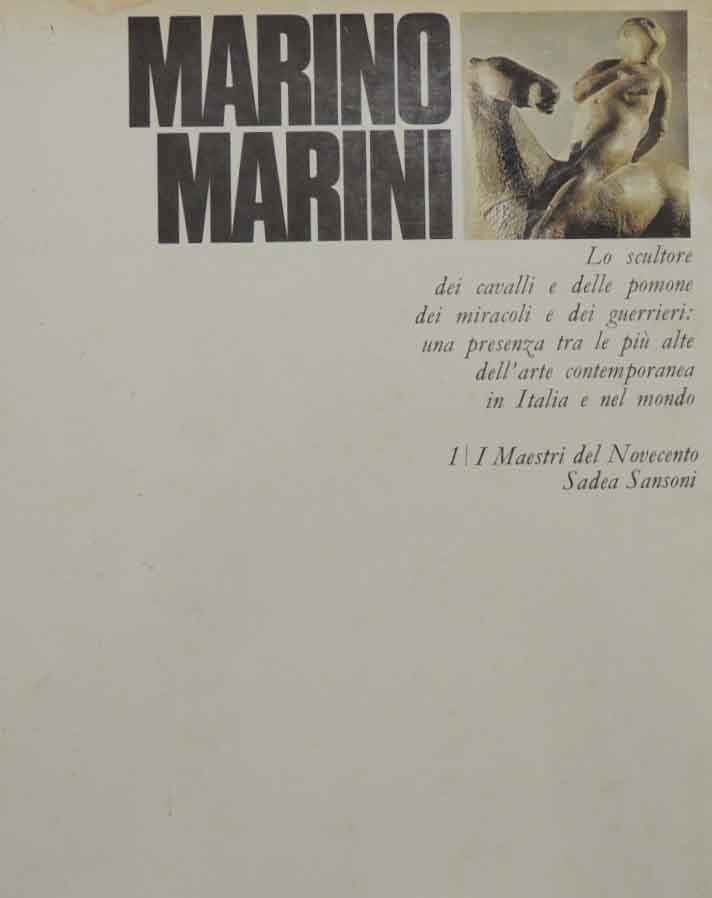 MARINO
MARINI
Lo scultore
dei cavalli e delle pomone
dei miracoli e dei guerrieri:
una presenza tra le più alte
dell'arte contemporanea
in Italia e nel mondo
1| I Maestri del Novecento
Sadea Sansoni